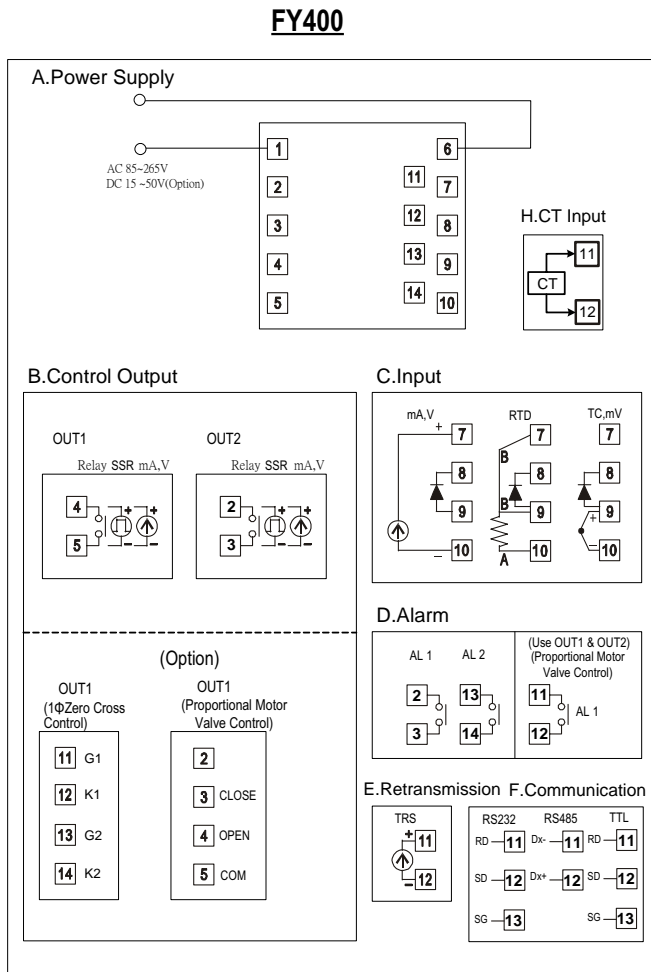 FY400
A.Power Supply
AC 85~265V
DC 15 ~50V(Option)
1
2
3
4
5
6
11
7
12
8
13
9
14
10
H.CT Input
CT
11
12
B.Control Output
OUT1
Relay SSR mA,V
4
5
+ +
- -
OUT2
Relay SSR mA,V
2
3
+ +
- -
(Option)
OUT1
(1ΦZero Cross
Control)
11 G1
12 K1
13 G2
14 K2
OUT1
(Proportional Motor
Valve Control)
2
3 CLOSE
4 OPEN
5 COM
C.Input
mA,V
+ 7
8
9
- 10
RTD
7
B
8
B
9
10
A
TC,mV
7
8
9
+
- 10
D.Alarm
AL 1
2
3
AL 2
13
14
(Use OUT1 & OUT2)
(Proportional Motor
Valve Control)
11
AL 1
12
E.Retransmission
TRS
+ 11
- 12
F.Communication
RS232 RS485 TTL
RD 11 Dx- 11 RD 11
SD 12 Dx+ 12 SD 12
SG 13 SG 13